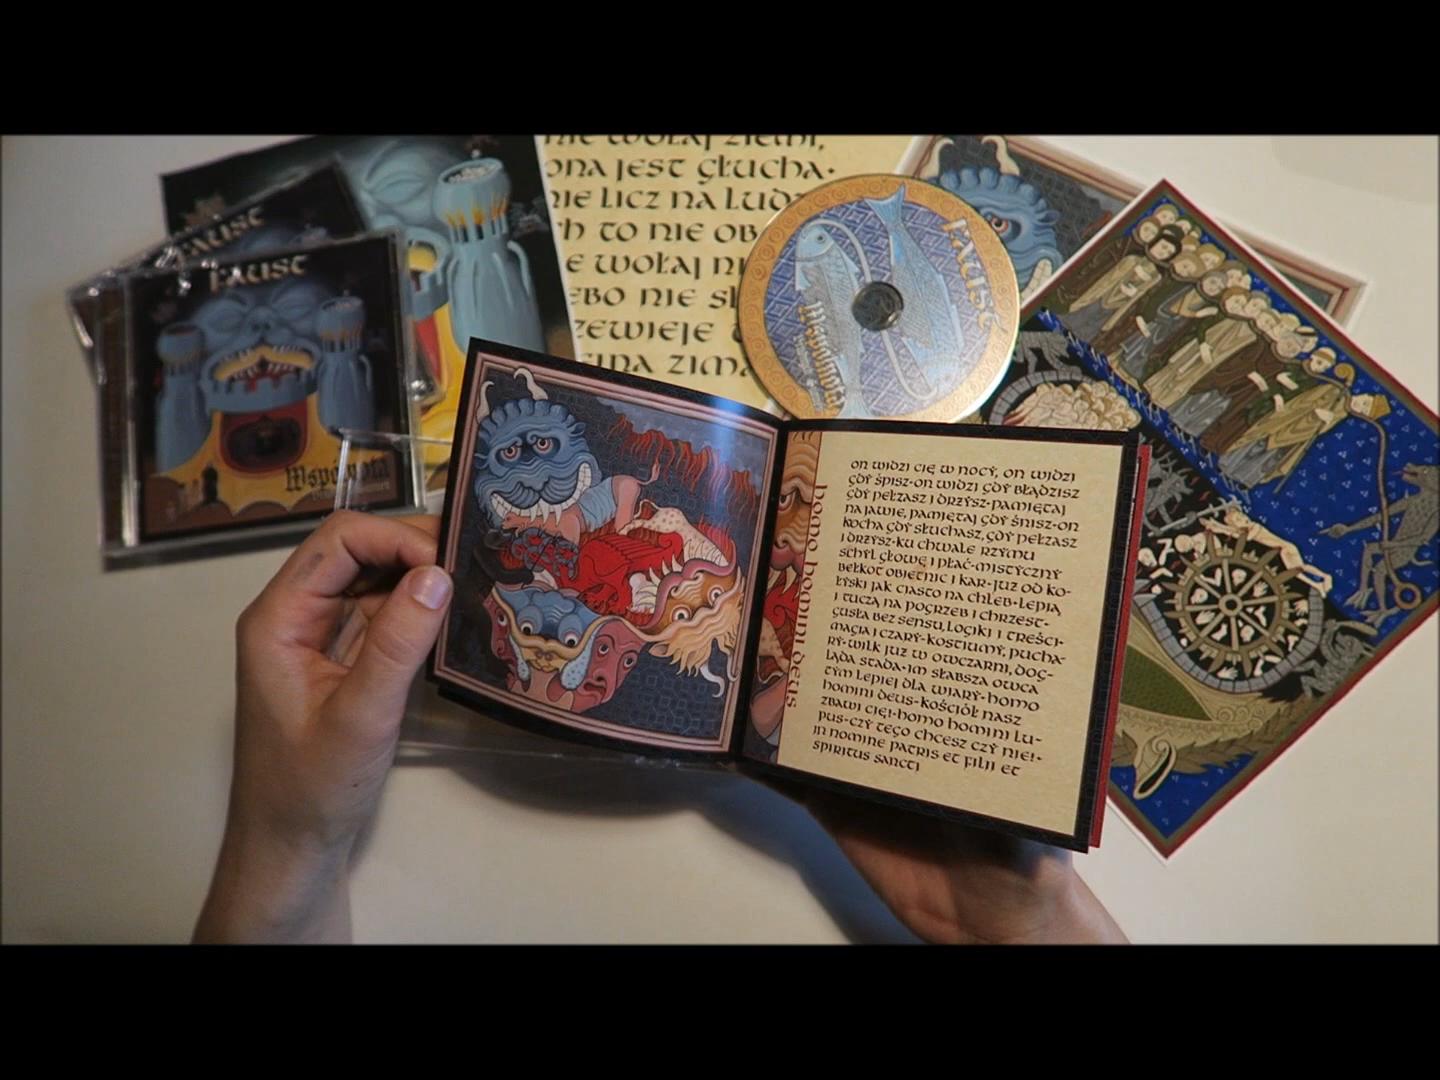 NIE WOŁAJ ZIEMI,
ONA JEST GŁUCHA·
NIE LICZ NA LUDZ
CH TO NIE OB
E WOŁAJ NI
EBO NIE SŁ
ZEWIEJE
ZIMA
FAUST
Wspólnota
FAUST
FAUST
Wspólnota
homo homini deus
ON WIDZI CIĘ W NOCY, ON WIDZI
GDY ŚPISZ·ON WIDZI GDY BŁĄDZISZ
GDY PEŁZASZ I DRŻYSZ·PAMIĘTAJ
NA JAWIE, PAMIĘTAJ GDY ŚNISZ·ON
KOCHA GDY SŁUCHASZ, GDY PEŁZASZ
I DRŻYSZ·KU CHWALE RZYMU
SCHYL GŁOWĘ I PŁAĆ·MISTYCZNY
BEŁKOT OBIETNIC I KAR·JUŻ OD KO-
ŁYSKI JAK CIASTO NA CHLEB·LEPIĄ
I TUCZĄ NA POGRZEB I CHRZEST·
GUSŁA BEZ SENSU, LOGIKI I TREŚCI·
MAGIA I CZARY·KOSTIUMY, PUCHA-
RY·WILK JUŻ W OWCZARNI, DOG-
LĄDA STADA·IM SŁABSZA OWCA
TYM LEPIEJ DLA WIARY·HOMO
HOMINI DEUS·KOŚCIÓŁ NASZ
ZBAWI CIĘ!·HOMO HOMINI LU-
PUS·CZY TEGO CHCESZ CZY NIE!·
IN NOMINE PATRIS ET FILII ET
SPIRITUS SANCTI